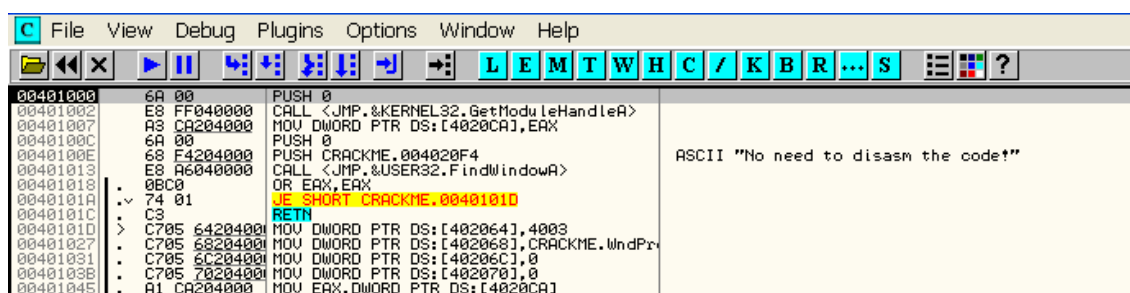 C File View Debug Plugins Options Window Help
L E M T W H C / K B R ... S ?
00401000 6A 00 PUSH 0
00401002 E8 FF040000 CALL <JMP.&KERNEL32.GetModuleHandleA>
00401007 A3 CA204000 MOV DWORD PTR DS:[4020CA],EAX
0040100C 6A 00 PUSH 0
0040100E 68 F4204000 PUSH CRACKME.004020F4 ASCII "No need to disasm the code!"
00401013 E8 A6040000 CALL <JMP.&USER32.FindWindowA>
00401018 . 0BC0 OR EAX,EAX
0040101A .v 74 01 JE SHORT CRACKME.0040101D
0040101C . C3 RETN
0040101D > C705 6420400 MOV DWORD PTR DS:[402064],4003
00401027 . C705 6820400 MOV DWORD PTR DS:[402068],CRACKME.WndPr
00401031 . C705 6C20400 MOV DWORD PTR DS:[40206C],0
0040103B . C705 7020400 MOV DWORD PTR DS:[402070],0
00401045 . A1 CA204000 MOV EAX,DWORD PTR DS:[4020CA]